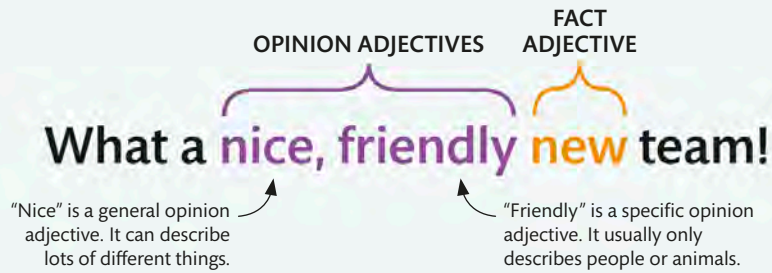 OPINION ADJECTIVES
FACT
ADJECTIVE
What a nice, friendly new team!
“Nice” is a general opinion
adjective. It can describe
lots of different things.
“Friendly” is a specific opinion
adjective. It usually only
describes people or animals.